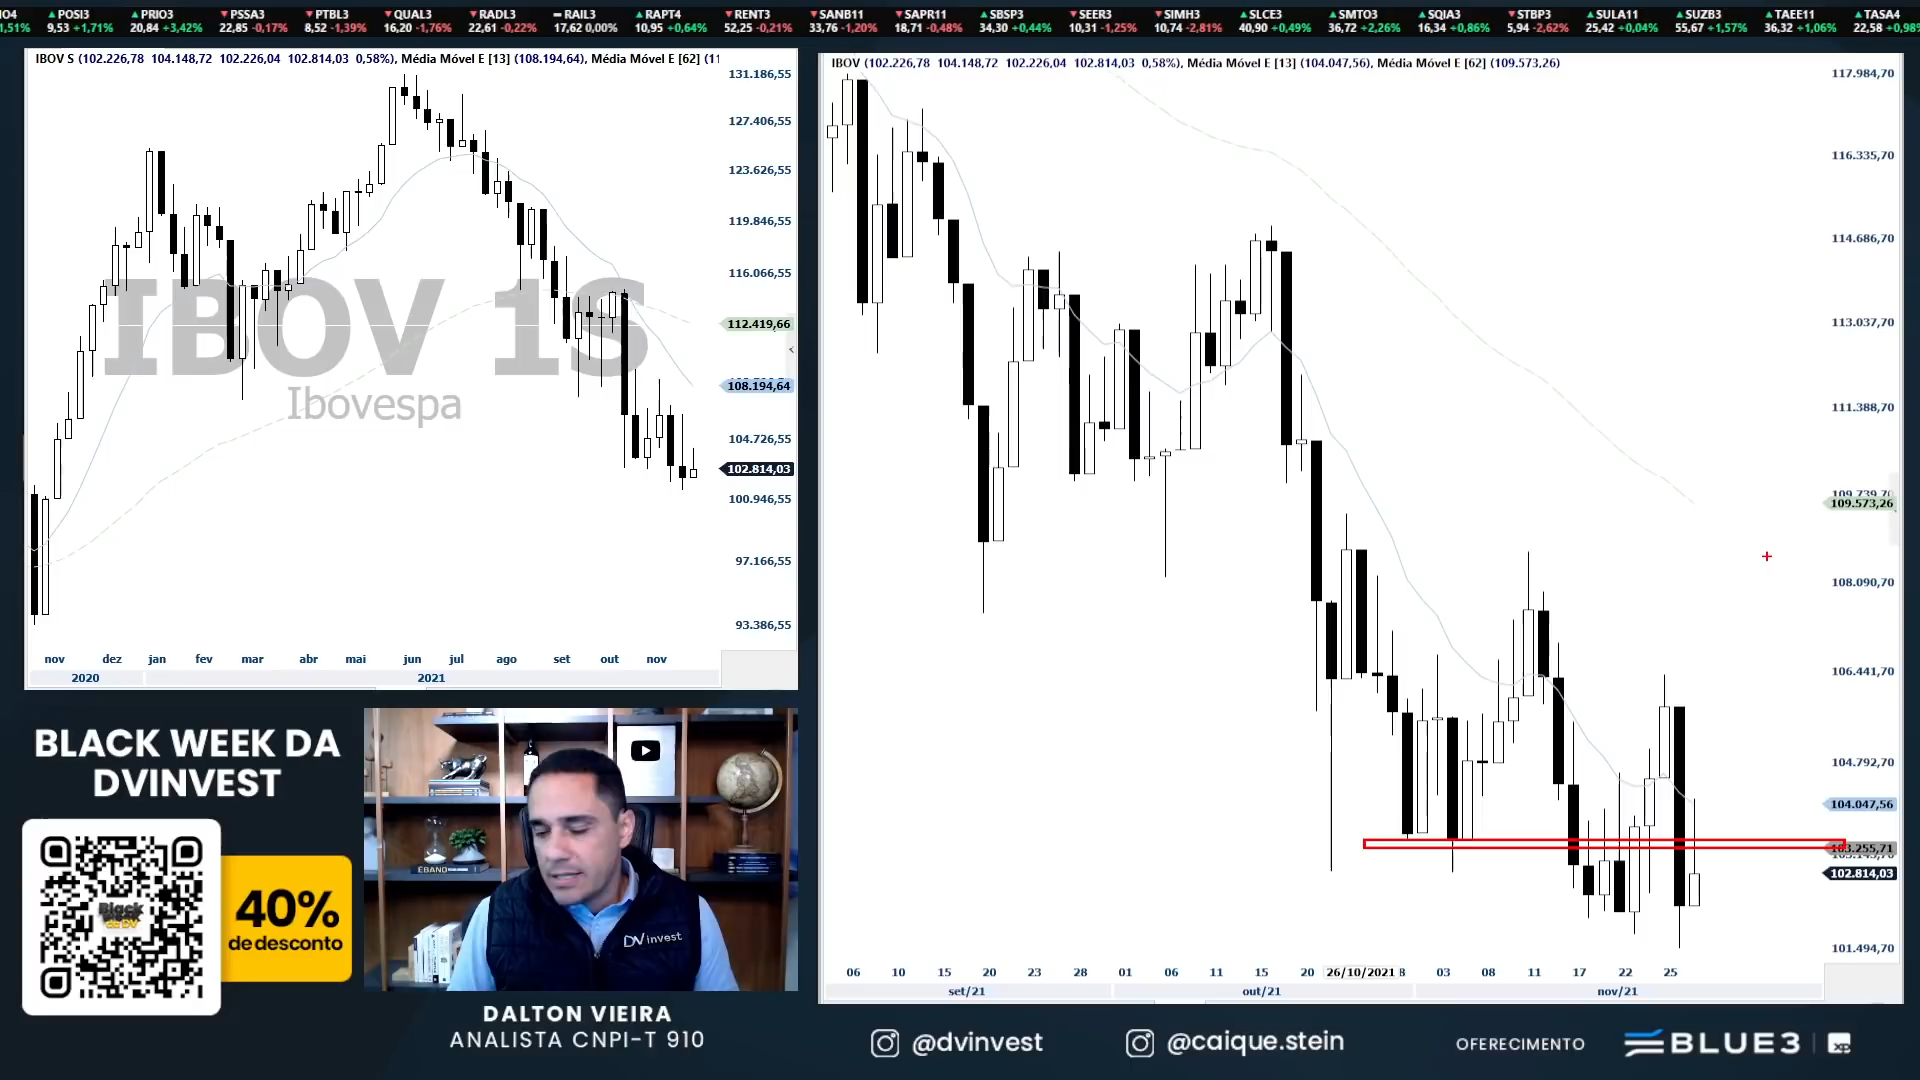 POSI3 PRIO3 PSSA3 PTBL3 QUAL3 RADL3 RAIL3 RAPT4 RENT3 SANB11 SAPR11 SBSP3 SEER3 SIMH3 SLCE3 SMTO3 SQIA3 STBP3 SULA11 SUZB3 TAEE11 TASA4
9,53 +1,71% 20,84 +3,42% 22,85 -0,17% 8,52 -1,39% 16,20 -1,76% 22,61 -0,22% 17,62 0,00% 10,95 +0,64% 52,25 -0,21% 33,76 -1,20% 18,71 -0,48% 34,30 +0,44% 10,31 -1,25% 10,74 -2,81% 40,90 +0,49% 36,72 +2,26% 16,34 +0,86% 5,94 -2,62% 25,42 +0,04% 55,67 +1,57% 36,32 +1,06% 22,58 +0,98%
IBOV S (102.226,78 104.148,72 102.226,04 102.814,03 0,58%), Média Móvel E [13] (108.194,64), Média Móvel E [62] (11
131.186,55
127.406,55
123.626,55
119.846,55
116.066,55
112.419,66
108.194,64
104.726,55
102.814,03
100.946,55
97.166,55
93.386,55
IBOV 1S
Ibovespa
nov dez jan fev mar abr mai jun jul ago set out nov
2020 2021
IBOV (102.226,78 104.148,72 102.226,04 102.814,03 0,58%), Média Móvel E [13] (104.047,56), Média Móvel E [62] (109.573,26)
117.984,70
116.335,70
114.686,70
113.037,70
111.388,70
109.739,70
109.573,26
108.090,70
106.441,70
104.792,70
104.047,56
103.255,71
102.814,03
101.494,70
06 10 15 20 23 28 01 06 11 15 20 26/10/2021 8 03 08 11 17 22 25
set/21 out/21 nov/21
BLACK WEEK DA
DVINVEST
Black
40%
de desconto
EBANO
DV invest
DALTON VIEIRA
ANALISTA CNPI-T 910
@dvinvest
@caique.stein
OFERECIMENTO
BLUE3
xp